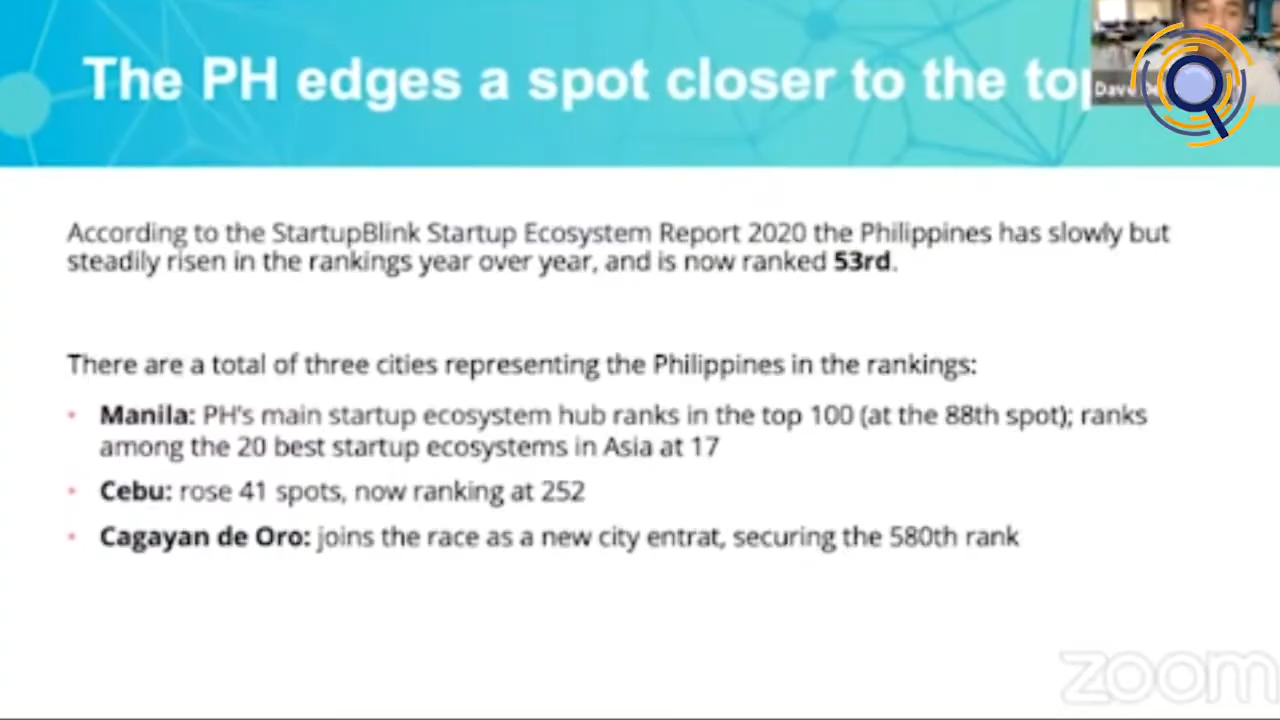 The PH edges a spot closer to the top
Dave
According to the StartupBlink Startup Ecosystem Report 2020 the Philippines has slowly but
steadily risen in the rankings year over year, and is now ranked 53rd.
There are a total of three cities representing the Philippines in the rankings:
• Manila: PH's main startup ecosystem hub ranks in the top 100 (at the 88th spot); ranks
among the 20 best startup ecosystems in Asia at 17
• Cebu: rose 41 spots, now ranking at 252
• Cagayan de Oro: joins the race as a new city entrat, securing the 580th rank
zoom